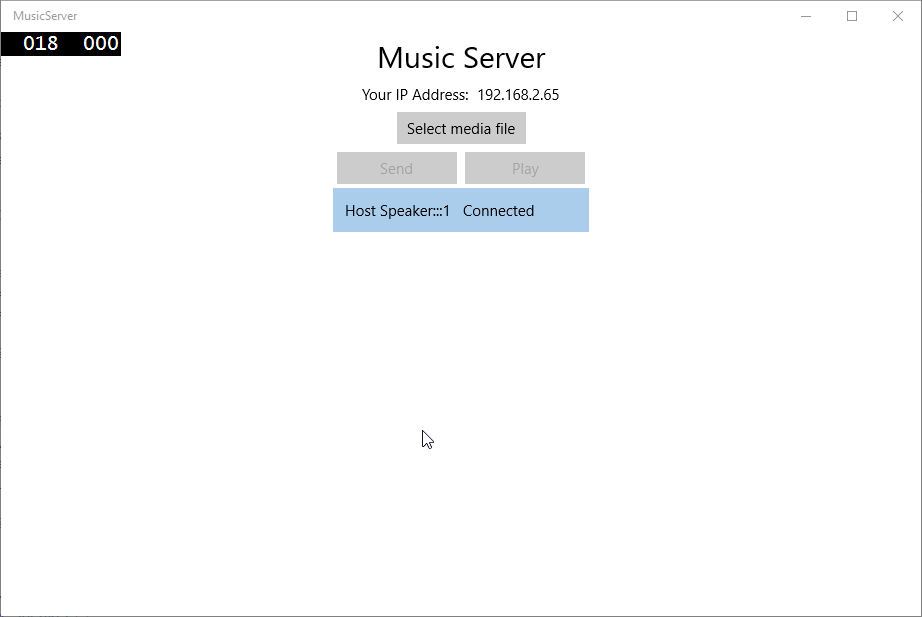 MusicServer
018 000
Music Server
Your IP Address: 192.168.2.65
Select media file
Send Play
Host Speaker:::1 Connected